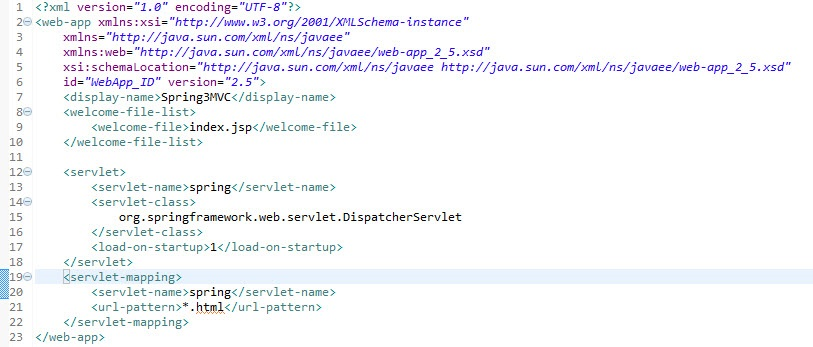 1 <?xml version="1.0" encoding="UTF-8"?>
2 <web-app xmlns:xsi="http://www.w3.org/2001/XMLSchema-instance"
3     xmlns="http://java.sun.com/xml/ns/javaee"
4     xmlns:web="http://java.sun.com/xml/ns/javaee/web-app_2_5.xsd"
5     xsi:schemaLocation="http://java.sun.com/xml/ns/javaee http://java.sun.com/xml/ns/javaee/web-app_2_5.xsd"
6     id="WebApp_ID" version="2.5">
7     <display-name>Spring3MVC</display-name>
8     <welcome-file-list>
9         <welcome-file>index.jsp</welcome-file>
10     </welcome-file-list>
11
12     <servlet>
13         <servlet-name>spring</servlet-name>
14         <servlet-class>
15             org.springframework.web.servlet.DispatcherServlet
16         </servlet-class>
17         <load-on-startup>1</load-on-startup>
18     </servlet>
19     <servlet-mapping>
20         <servlet-name>spring</servlet-name>
21         <url-pattern>*.html</url-pattern>
22     </servlet-mapping>
23 </web-app>